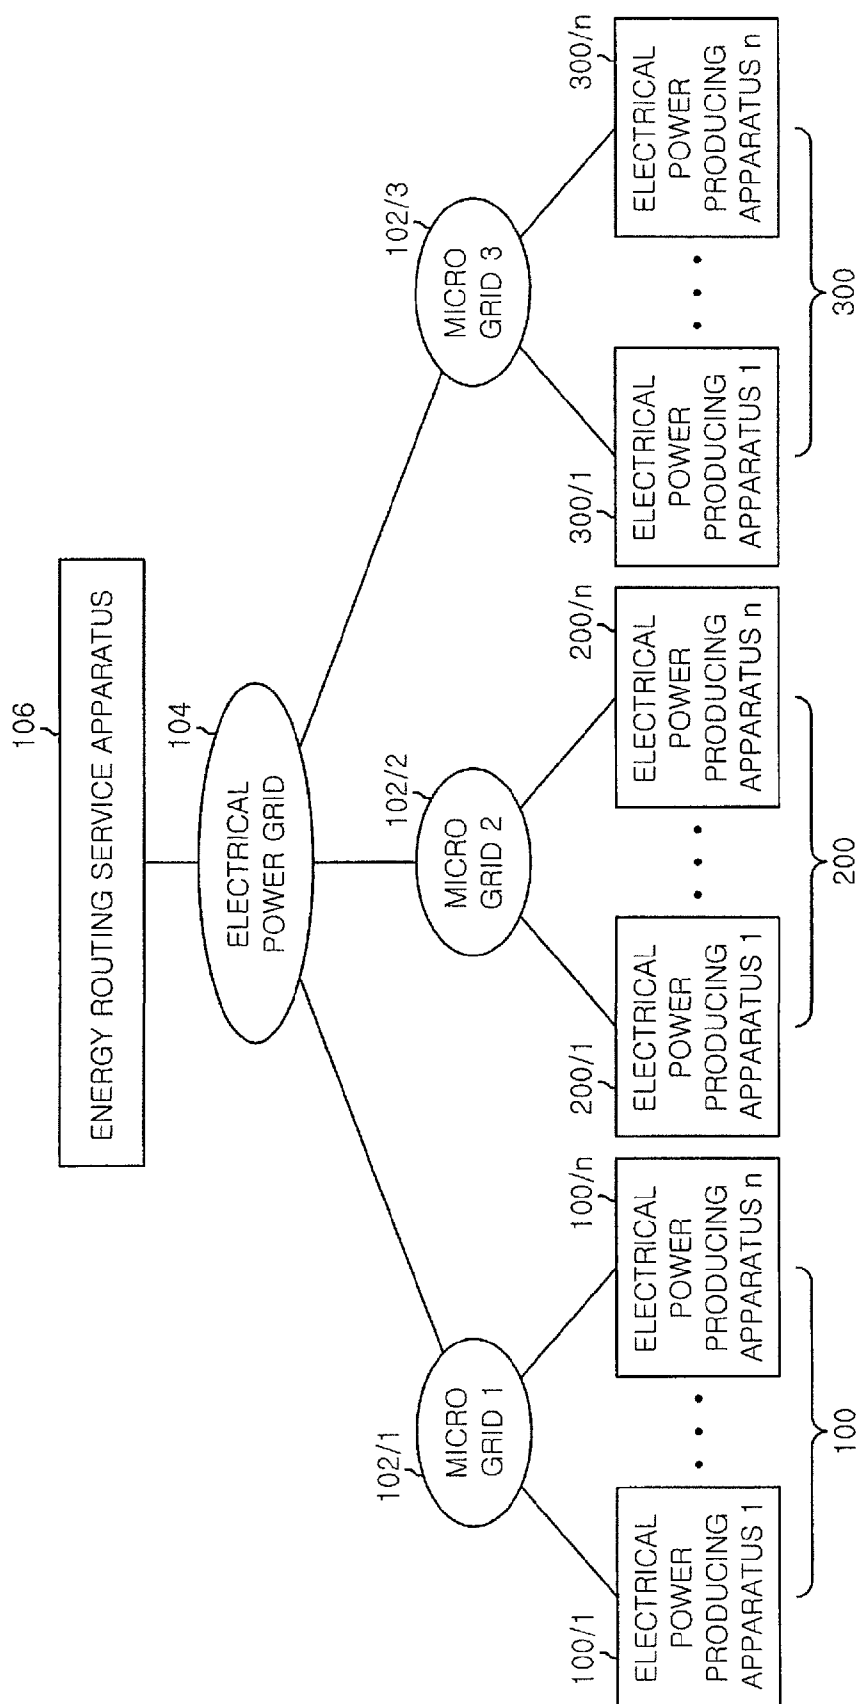 106
ENERGY ROUTING SERVICE APPARATUS
104
ELECTRICAL
POWER GRID
102/1
MICRO
GRID 1
102/2
MICRO
GRID 2
102/3
MICRO
GRID 3
100/1
ELECTRICAL
POWER
PRODUCING
APPARATUS 1
100/n
ELECTRICAL
POWER
PRODUCING
APPARATUS n
200/1
ELECTRICAL
POWER
PRODUCING
APPARATUS 1
200/n
ELECTRICAL
POWER
PRODUCING
APPARATUS n
300/1
ELECTRICAL
POWER
PRODUCING
APPARATUS 1
300/n
ELECTRICAL
POWER
PRODUCING
APPARATUS n
100
200
300